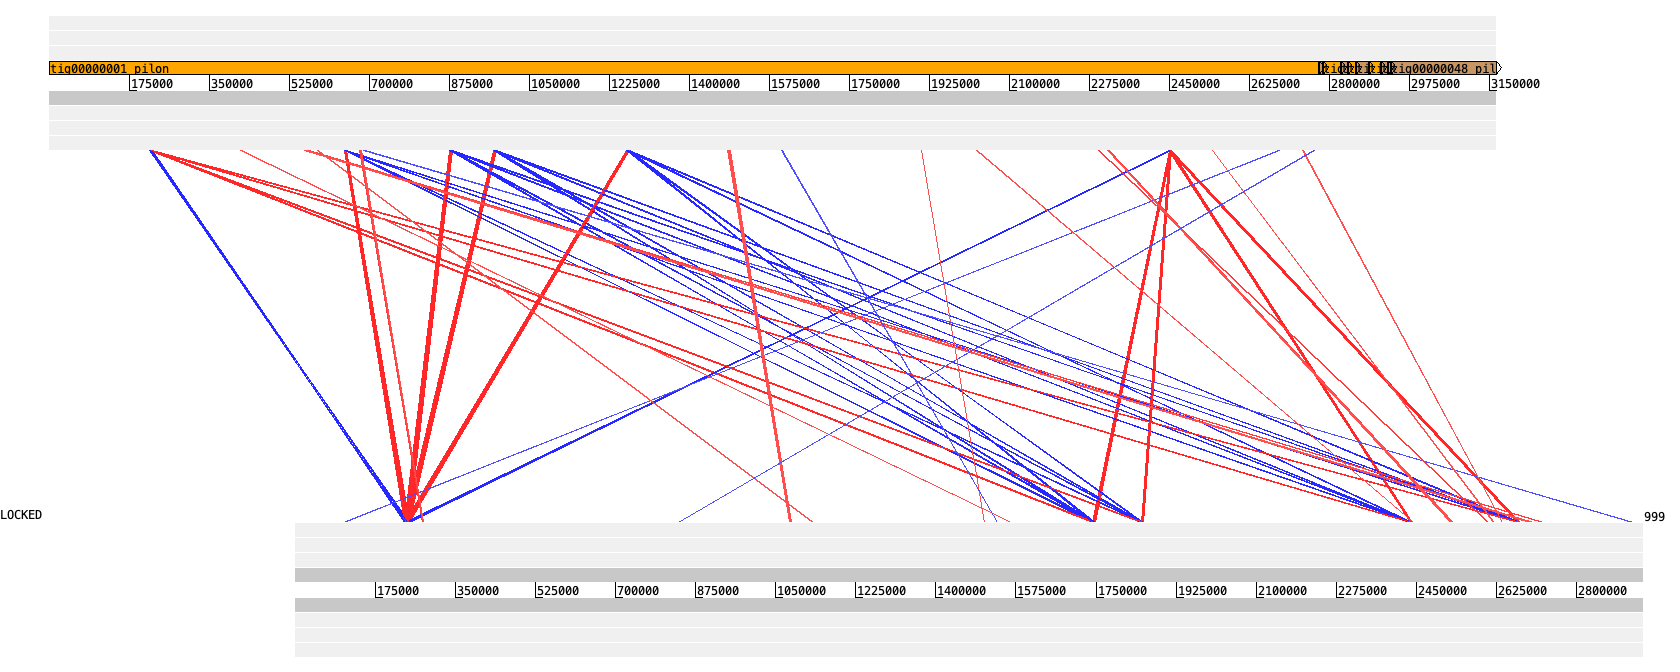 tig00000001_pilon tig00000048_pil
175000 350000 525000 700000 875000 1050000 1225000 1400000 1575000 1750000 1925000 2100000 2275000 2450000 2625000 2800000 2975000 3150000
LOCKED 999
175000 350000 525000 700000 875000 1050000 1225000 1400000 1575000 1750000 1925000 2100000 2275000 2450000 2625000 2800000